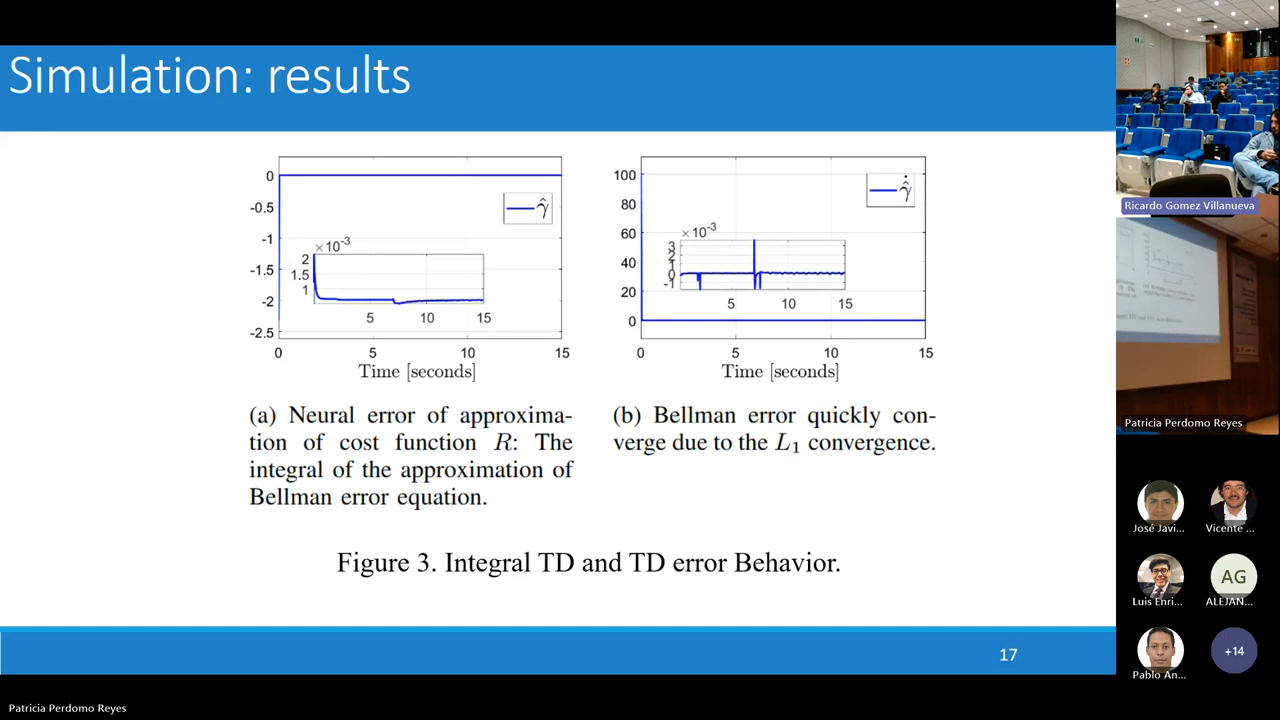 Simulation: results
0
-0.5
-1
-1.5
-2
-2.5
0 5 10 15
Time [seconds]
γ̂
×10⁻³
2
1.5
1
5 10 15
100
80
60
40
20
0
0 5 10 15
Time [seconds]
γ̂̇
×10⁻³
3
2
1
0
-1
5 10 15
(a) Neural error of approxima-
tion of cost function R: The
integral of the approximation of
Bellman error equation.
(b) Bellman error quickly con-
verge due to the L₁ convergence.
Figure 3. Integral TD and TD error Behavior.
17
Ricardo Gomez Villanueva
Patricia Perdomo Reyes
José Javi...
Vicente ...
Luis Enri...
AG
ALEJAN...
Pablo An...
+14
Patricia Perdomo Reyes